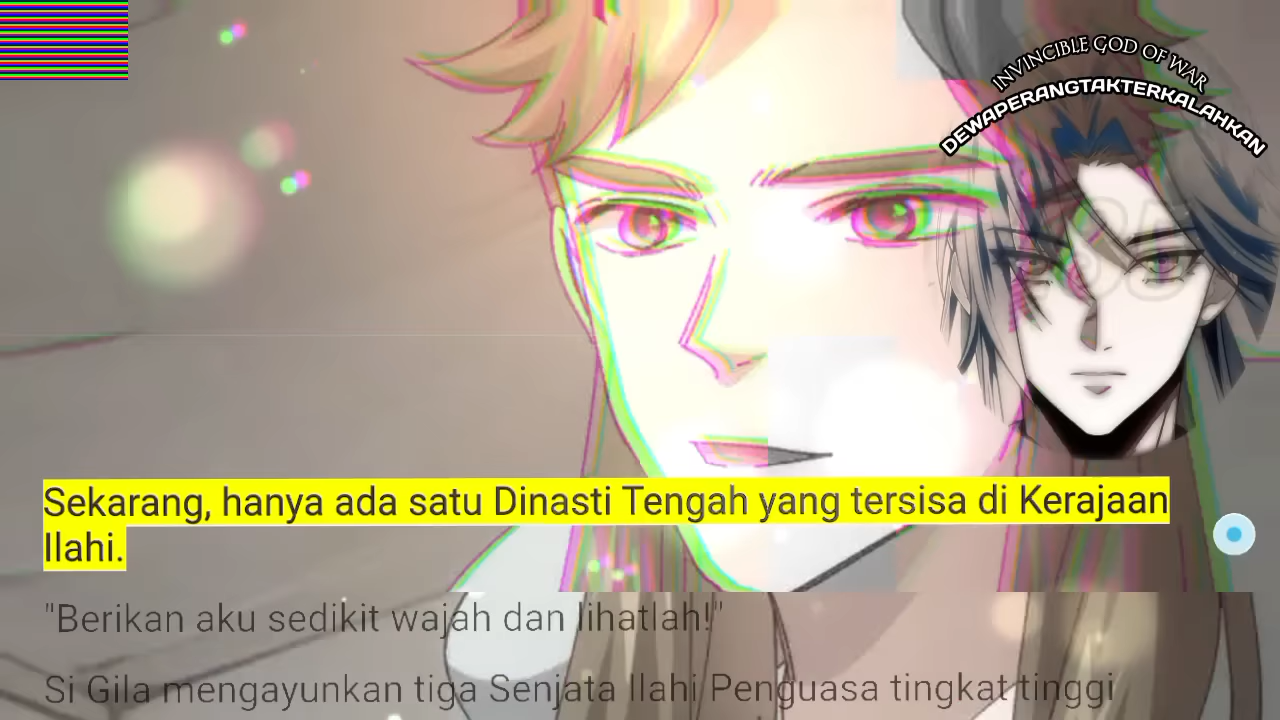 INVINCIBLE GOD OF WAR
DEWAPERANGTAKTERKALAHKAN
Sekarang, hanya ada satu Dinasti Tengah yang tersisa di Kerajaan
Ilahi.
"Berikan aku sedikit wajah dan lihatlah!"
Si Gila mengayunkan tiga Senjata Ilahi Penguasa tingkat tinggi